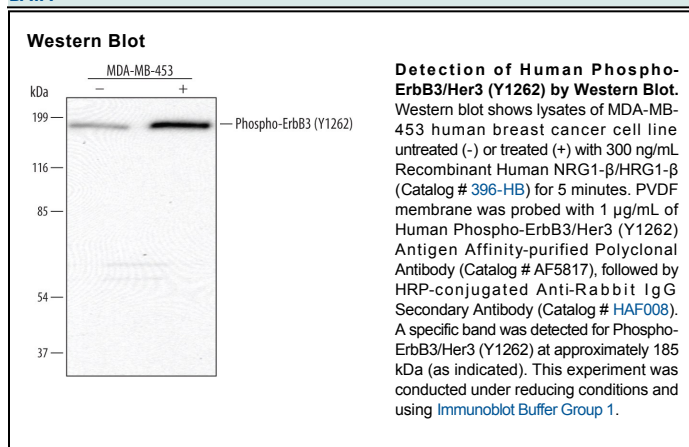 Western Blot
MDA-MB-453
kDa
– +
199
Phospho-ErbB3 (Y1262)
116
85
54
37
Detection of Human Phospho-
ErbB3/Her3 (Y1262) by Western Blot.
Western blot shows lysates of MDA-MB-
453 human breast cancer cell line
untreated (-) or treated (+) with 300 ng/mL
Recombinant Human NRG1-β/HRG1-β
(Catalog # 396-HB) for 5 minutes. PVDF
membrane was probed with 1 µg/mL of
Human Phospho-ErbB3/Her3 (Y1262)
Antigen Affinity-purified Polyclonal
Antibody (Catalog # AF5817), followed by
HRP-conjugated Anti-Rabbit IgG
Secondary Antibody (Catalog # HAF008).
A specific band was detected for Phospho-
ErbB3/Her3 (Y1262) at approximately 185
kDa (as indicated). This experiment was
conducted under reducing conditions and
using Immunoblot Buffer Group 1.